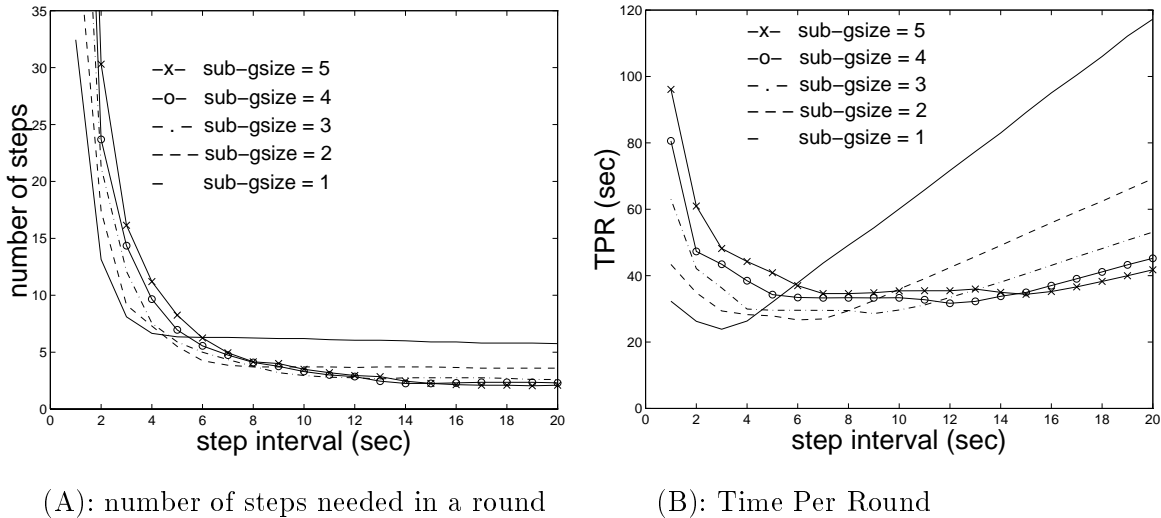 35
30
25
20
15
10
5
0
number of steps
–x– sub–gsize = 5
–o– sub–gsize = 4
– · – sub–gsize = 3
– – – sub–gsize = 2
– sub–gsize = 1
0 2 4 6 8 10 12 14 16 18 20
step interval (sec)
(A): number of steps needed in a round
120
100
80
60
40
20
0
TPR (sec)
–x– sub–gsize = 5
–o– sub–gsize = 4
– · – sub–gsize = 3
– – – sub–gsize = 2
– sub–gsize = 1
0 2 4 6 8 10 12 14 16 18 20
step interval (sec)
(B): Time Per Round